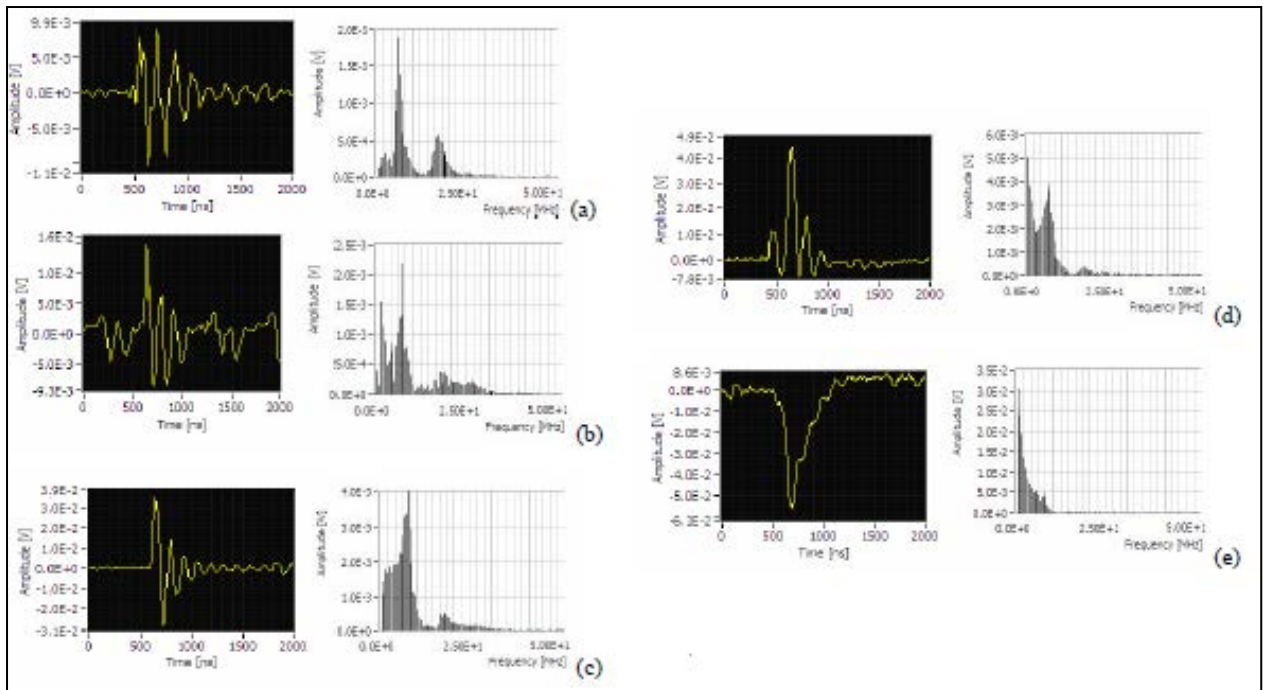 9.9E-3
5.0E-3
0.0E+0
-5.0E-3
-1.1E-2
Amplitude [V]
0 500 1000 1500 2000
Time [ns]
2.0E-3
1.5E-3
1.0E-3
5.0E-4
0.0E+0
Amplitude [V]
0.0E+0 2.50E+1 5.00E+1
Frequency [MHz]
(a)
1.6E-2
1.0E-2
5.0E-3
0.0E+0
-5.0E-3
-9.3E-3
Amplitude [V]
0 500 1000 1500 2000
Time [ns]
2.5E-3
2.0E-3
1.5E-3
1.0E-3
5.0E-4
0.0E+0
Amplitude [V]
0.0E+0 5.00E+1
Frequency [MHz]
(b)
3.9E-2
3.0E-2
2.0E-2
1.0E-2
0.0E+0
-1.0E-2
-2.0E-2
-3.1E-2
Amplitude [V]
0 500 1000 1500 2000
Time [ns]
4.0E-3
3.0E-3
2.0E-3
1.0E-3
0.0E+0
Amplitude [V]
0.0E+0 2.50E+1 5.00E+1
Frequency [MHz]
(c)
4.9E-2
4.0E-2
3.0E-2
2.0E-2
1.0E-2
0.0E+0
-7.8E-3
Amplitude [V]
0 500 1000 1500 2000
Time [ns]
6.0E-3
5.0E-3
4.0E-3
3.0E-3
2.0E-3
1.0E-3
0.0E+0
Amplitude [V]
0.0E+0 2.50E+1 5.00E+1
Frequency [MHz]
(d)
0.0E+0
-1.0E-2
-2.0E-2
-3.0E-2
-4.0E-2
-5.0E-2
Amplitude [V]
0 500 1000 1500 2000
Time [ns]
3.5E-2
3.0E-2
2.5E-2
2.0E-2
1.5E-2
1.0E-2
5.0E-3
0.0E+0
Amplitude [V]
0.0E+0 2.50E+1 5.00E+1
Frequency [MHz]
(e)